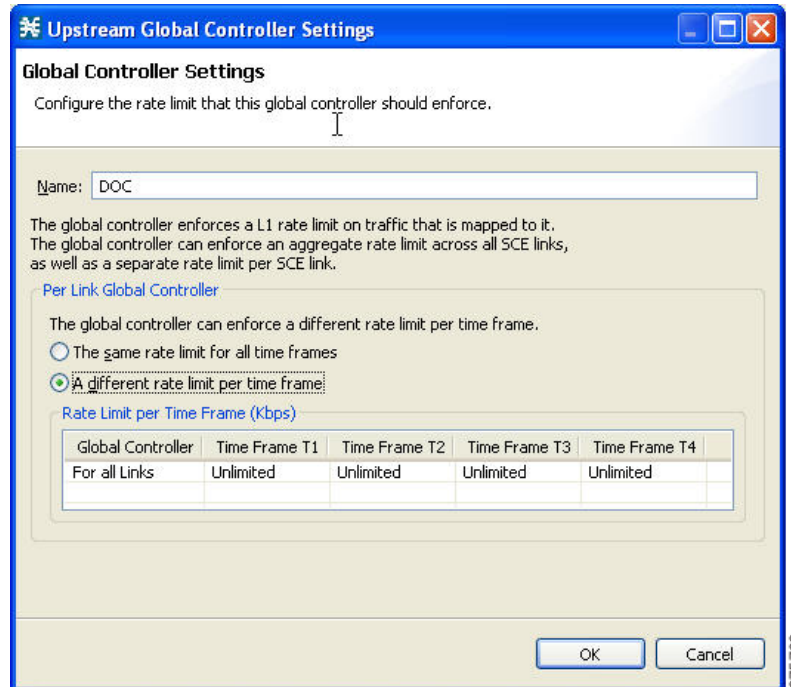 Upstream Global Controller Settings
Global Controller Settings
Configure the rate limit that this global controller should enforce.
Name: DOC
The global controller enforces a L1 rate limit on traffic that is mapped to it.
The global controller can enforce an aggregate rate limit across all SCE links,
as well as a separate rate limit per SCE link.
Per Link Global Controller
The global controller can enforce a different rate limit per time frame.
The same rate limit for all time frames
A different rate limit per time frame
Rate Limit per Time Frame (Kbps)
Global Controller Time Frame T1 Time Frame T2 Time Frame T3 Time Frame T4
For all Links Unlimited Unlimited Unlimited Unlimited
OK Cancel